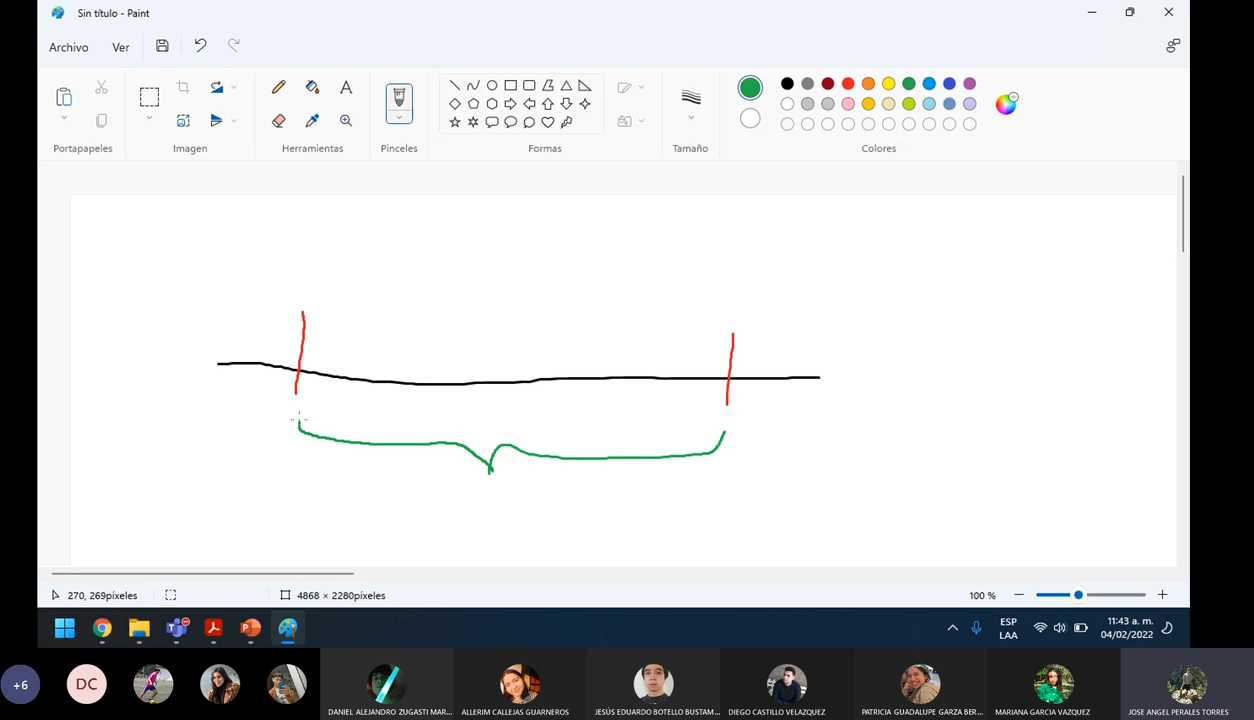 Sin título - Paint
Archivo
Ver
Portapapeles
Imagen
Herramientas
Pinceles
Formas
Tamaño
Colores
270, 269píxeles
4868 × 2280píxeles
100 %
ESP
LAA
11:43 a. m.
04/02/2022
+6
DC
DANIEL ALEJANDRO ZUGASTI MAR...
ALLERIM CALLEJAS GUARNEROS
JESÚS EDUARDO BOTELLO BUSTAM...
DIEGO CASTILLO VELAZQUEZ
PATRICIA GUADALUPE GARZA BER...
MARIANA GARCIA VAZQUEZ
JOSE ANGEL PERALES TORRES